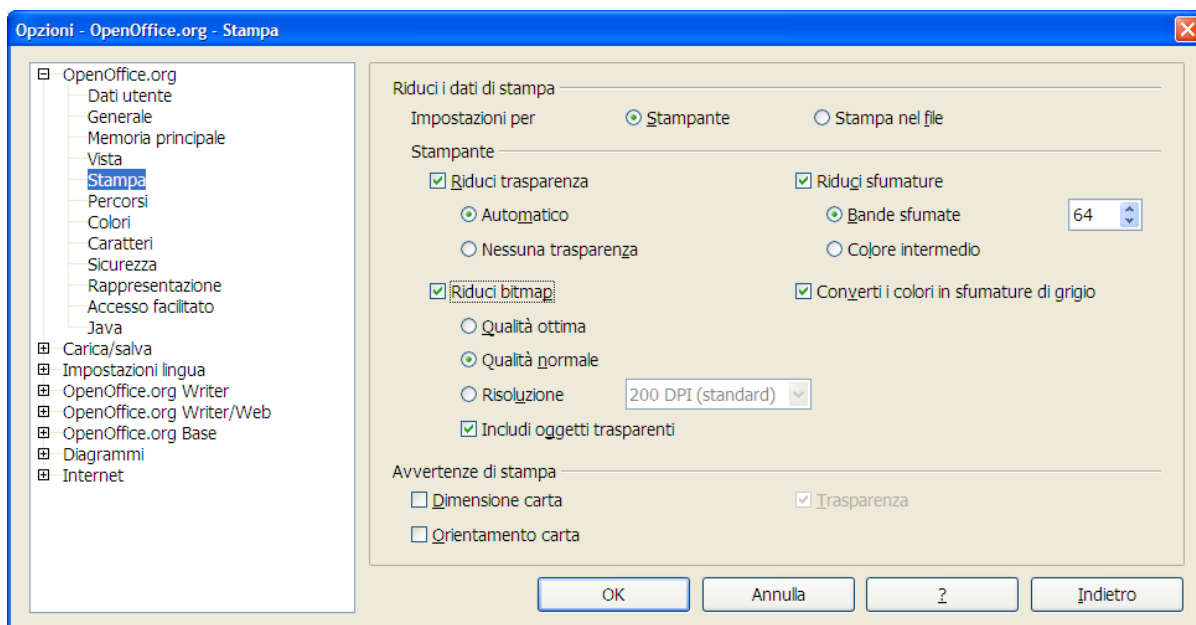 Opzioni - OpenOffice.org - Stampa
OpenOffice.org
Dati utente
Generale
Memoria principale
Vista
Stampa
Percorsi
Colori
Caratteri
Sicurezza
Rappresentazione
Accesso facilitato
Java
Carica/salva
Impostazioni lingua
OpenOffice.org Writer
OpenOffice.org Writer/Web
OpenOffice.org Base
Diagrammi
Internet
Riduci i dati di stampa
Impostazioni per Stampante Stampa nel file
Stampante
Riduci trasparenza Riduci sfumature
Automatico Bande sfumate 64
Nessuna trasparenza Colore intermedio
Riduci bitmap Converti i colori in sfumature di grigio
Qualità ottima
Qualità normale
Risoluzione 200 DPI (standard)
Includi oggetti trasparenti
Avvertenze di stampa
Dimensione carta Trasparenza
Orientamento carta
OK Annulla ? Indietro